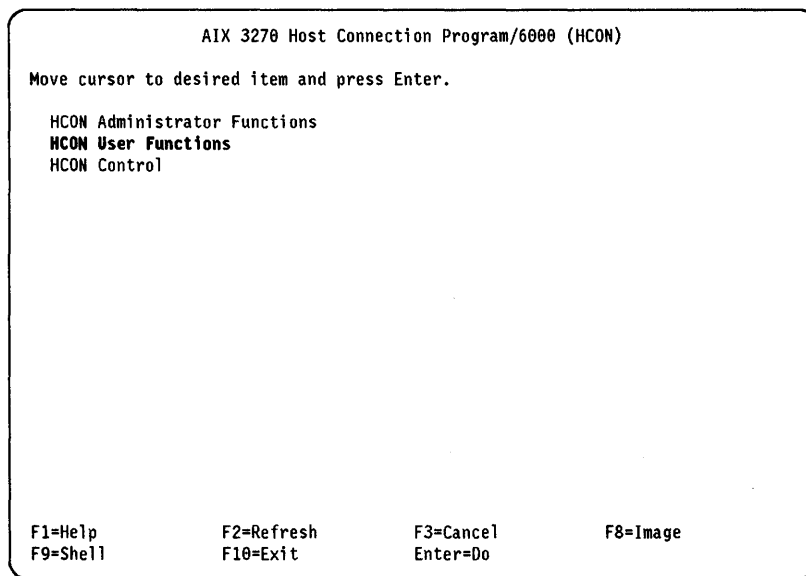 AIX 3270 Host Connection Program/6000 (HCON)
Move cursor to desired item and press Enter.
HCON Administrator Functions
HCON User Functions
HCON Control
F1=Help F2=Refresh F3=Cancel F8=Image
F9=Shell F10=Exit Enter=Do